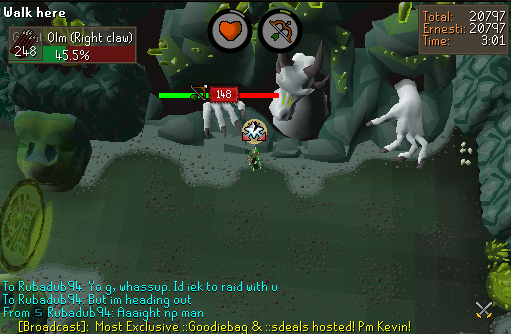 Walk here
Total: 20797
Ernesti: 20797
Time: 3:01
Olm (Right claw)
248
45.5%
148
To Rubadub94: Yo g, whassup. Id iek to raid with u
To Rubadub94: But im heading out
From S Rubadub94: Aaaight np man
[Broadcast]: Most Exclusive ::Goodiebag & ::sdeals hosted! Pm Kevin!